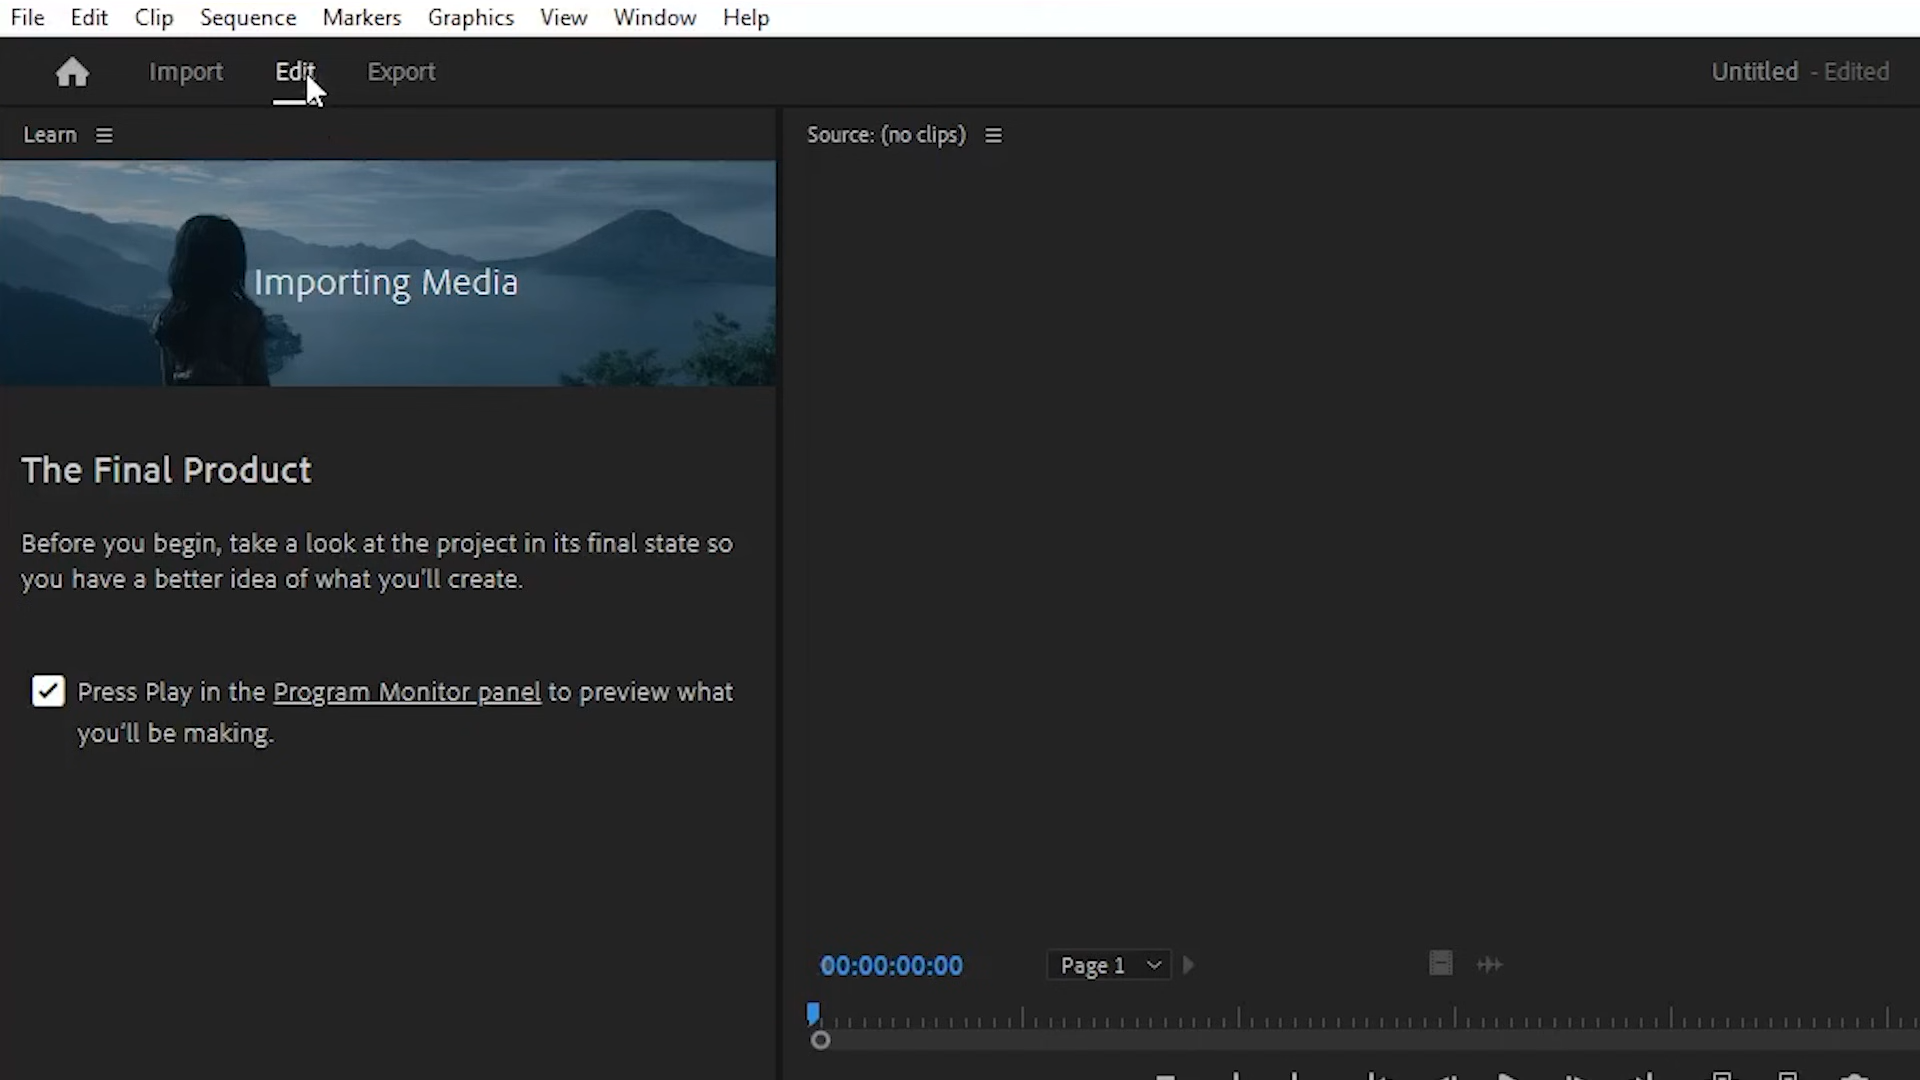 File Edit Clip Sequence Markers Graphics View Window Help
Import Edit Export Untitled - Edited
Learn
Source: (no clips)
Importing Media
The Final Product
Before you begin, take a look at the project in its final state so
you have a better idea of what you'll create.
Press Play in the Program Monitor panel to preview what
you'll be making.
00:00:00:00 Page 1